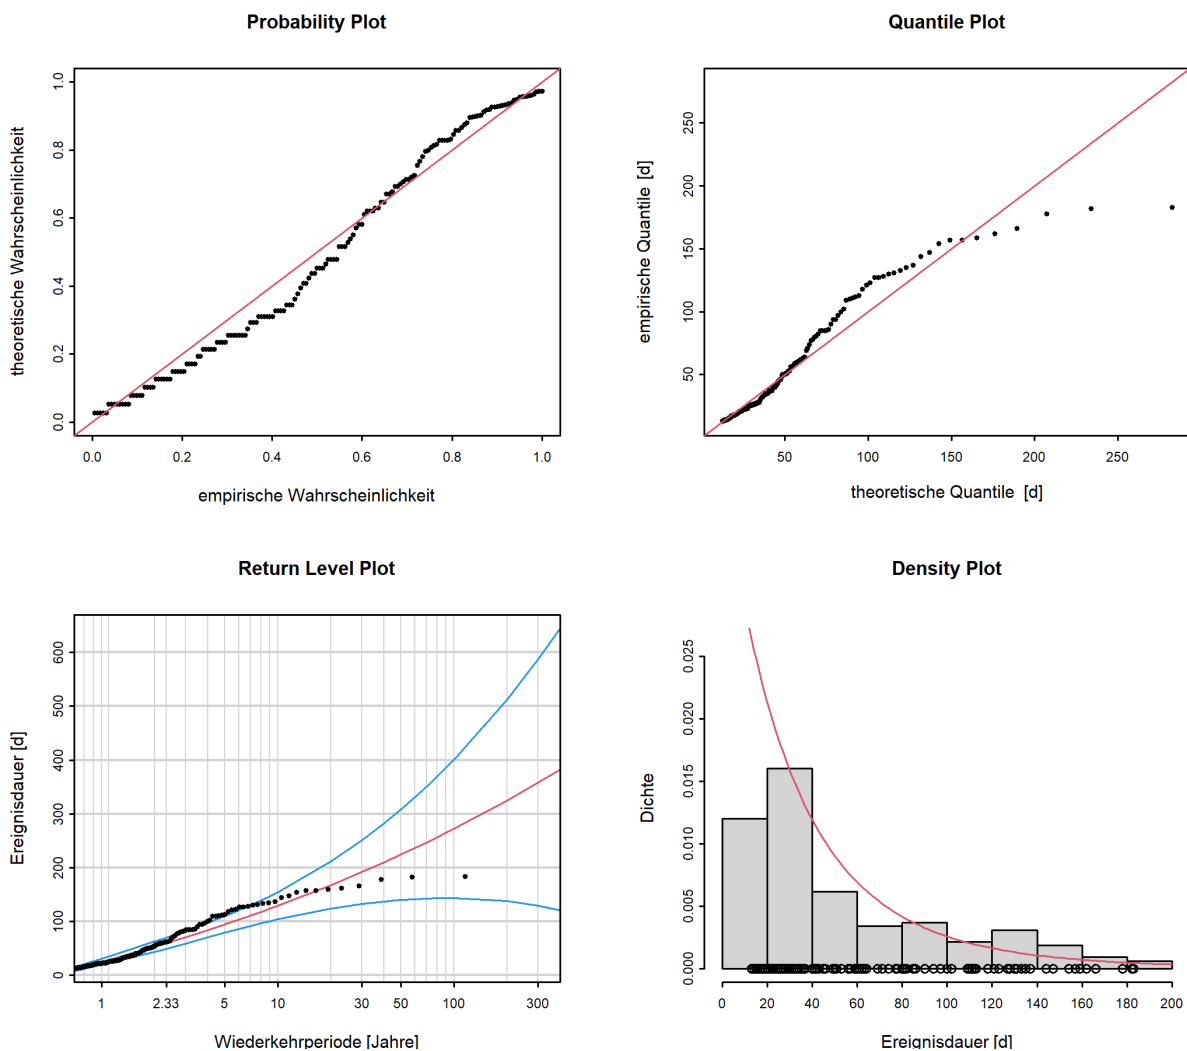 Probability Plot
theoretische Wahrscheinlichkeit
0.0 0.2 0.4 0.6 0.8 1.0
0.0 0.2 0.4 0.6 0.8 1.0
empirische Wahrscheinlichkeit
Quantile Plot
empirische Quantile [d]
50 100 150 200 250
50 100 150 200 250
theoretische Quantile [d]
Return Level Plot
Ereignisdauer [d]
0 100 200 300 400 500 600
1 2.33 5 10 30 50 100 300
Wiederkehrperiode [Jahre]
Density Plot
Dichte
0.000 0.005 0.010 0.015 0.020 0.025
0 20 40 60 80 100 120 140 160 180 200
Ereignisdauer [d]